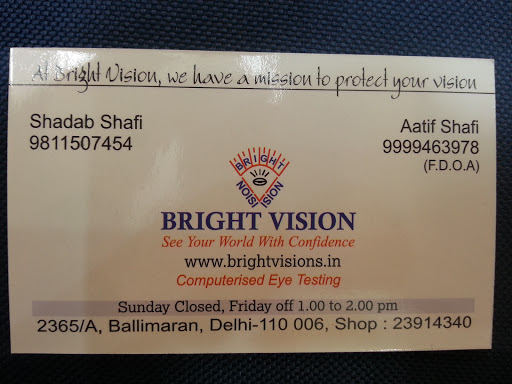 At Bright Vision, we have a mission to protect your vision
Shadab Shafi
9811507454
Aatif Shafi
9999463978
(F.D.O.A)
BRIGHT
VISION
VISION
BRIGHT VISION
See Your World With Confidence
www.brightvisions.in
Computerised Eye Testing
Sunday Closed, Friday off 1.00 to 2.00 pm
2365/A, Ballimaran, Delhi-110 006, Shop : 23914340